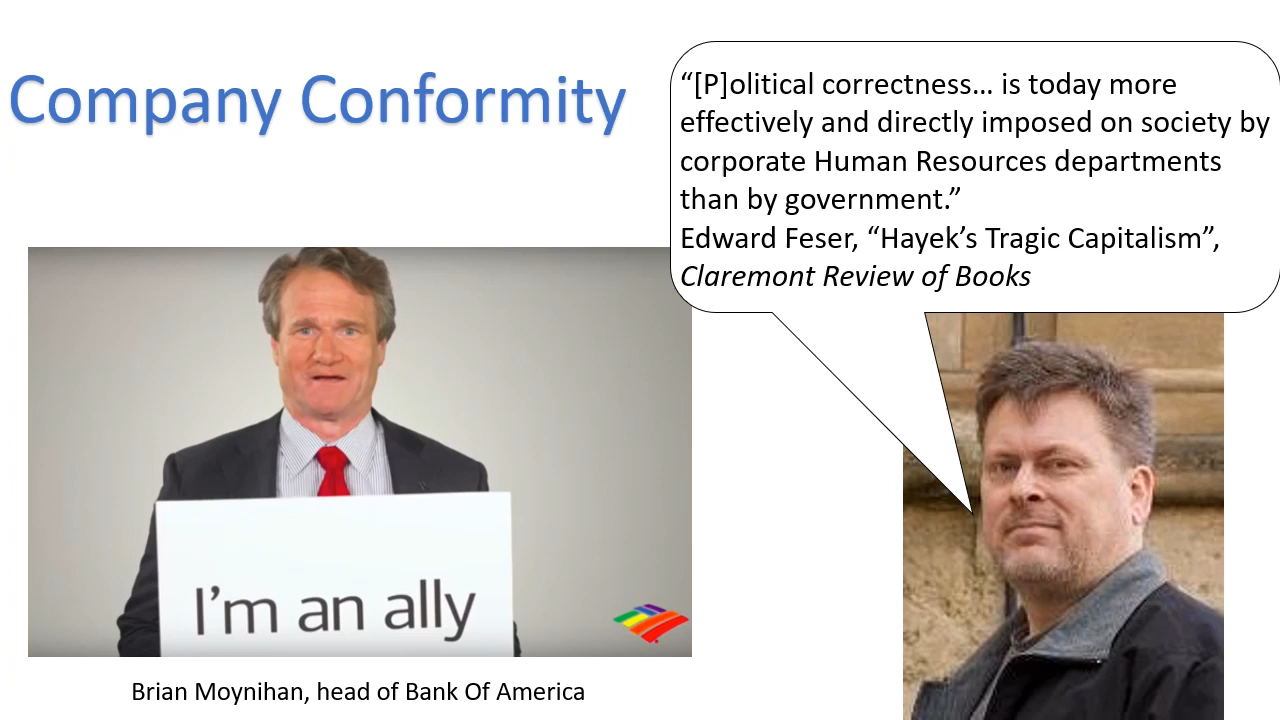 Company Conformity
“[P]olitical correctness... is today more
effectively and directly imposed on society by
corporate Human Resources departments
than by government.”
Edward Feser, “Hayek’s Tragic Capitalism”,
Claremont Review of Books
I’m an ally
Brian Moynihan, head of Bank Of America